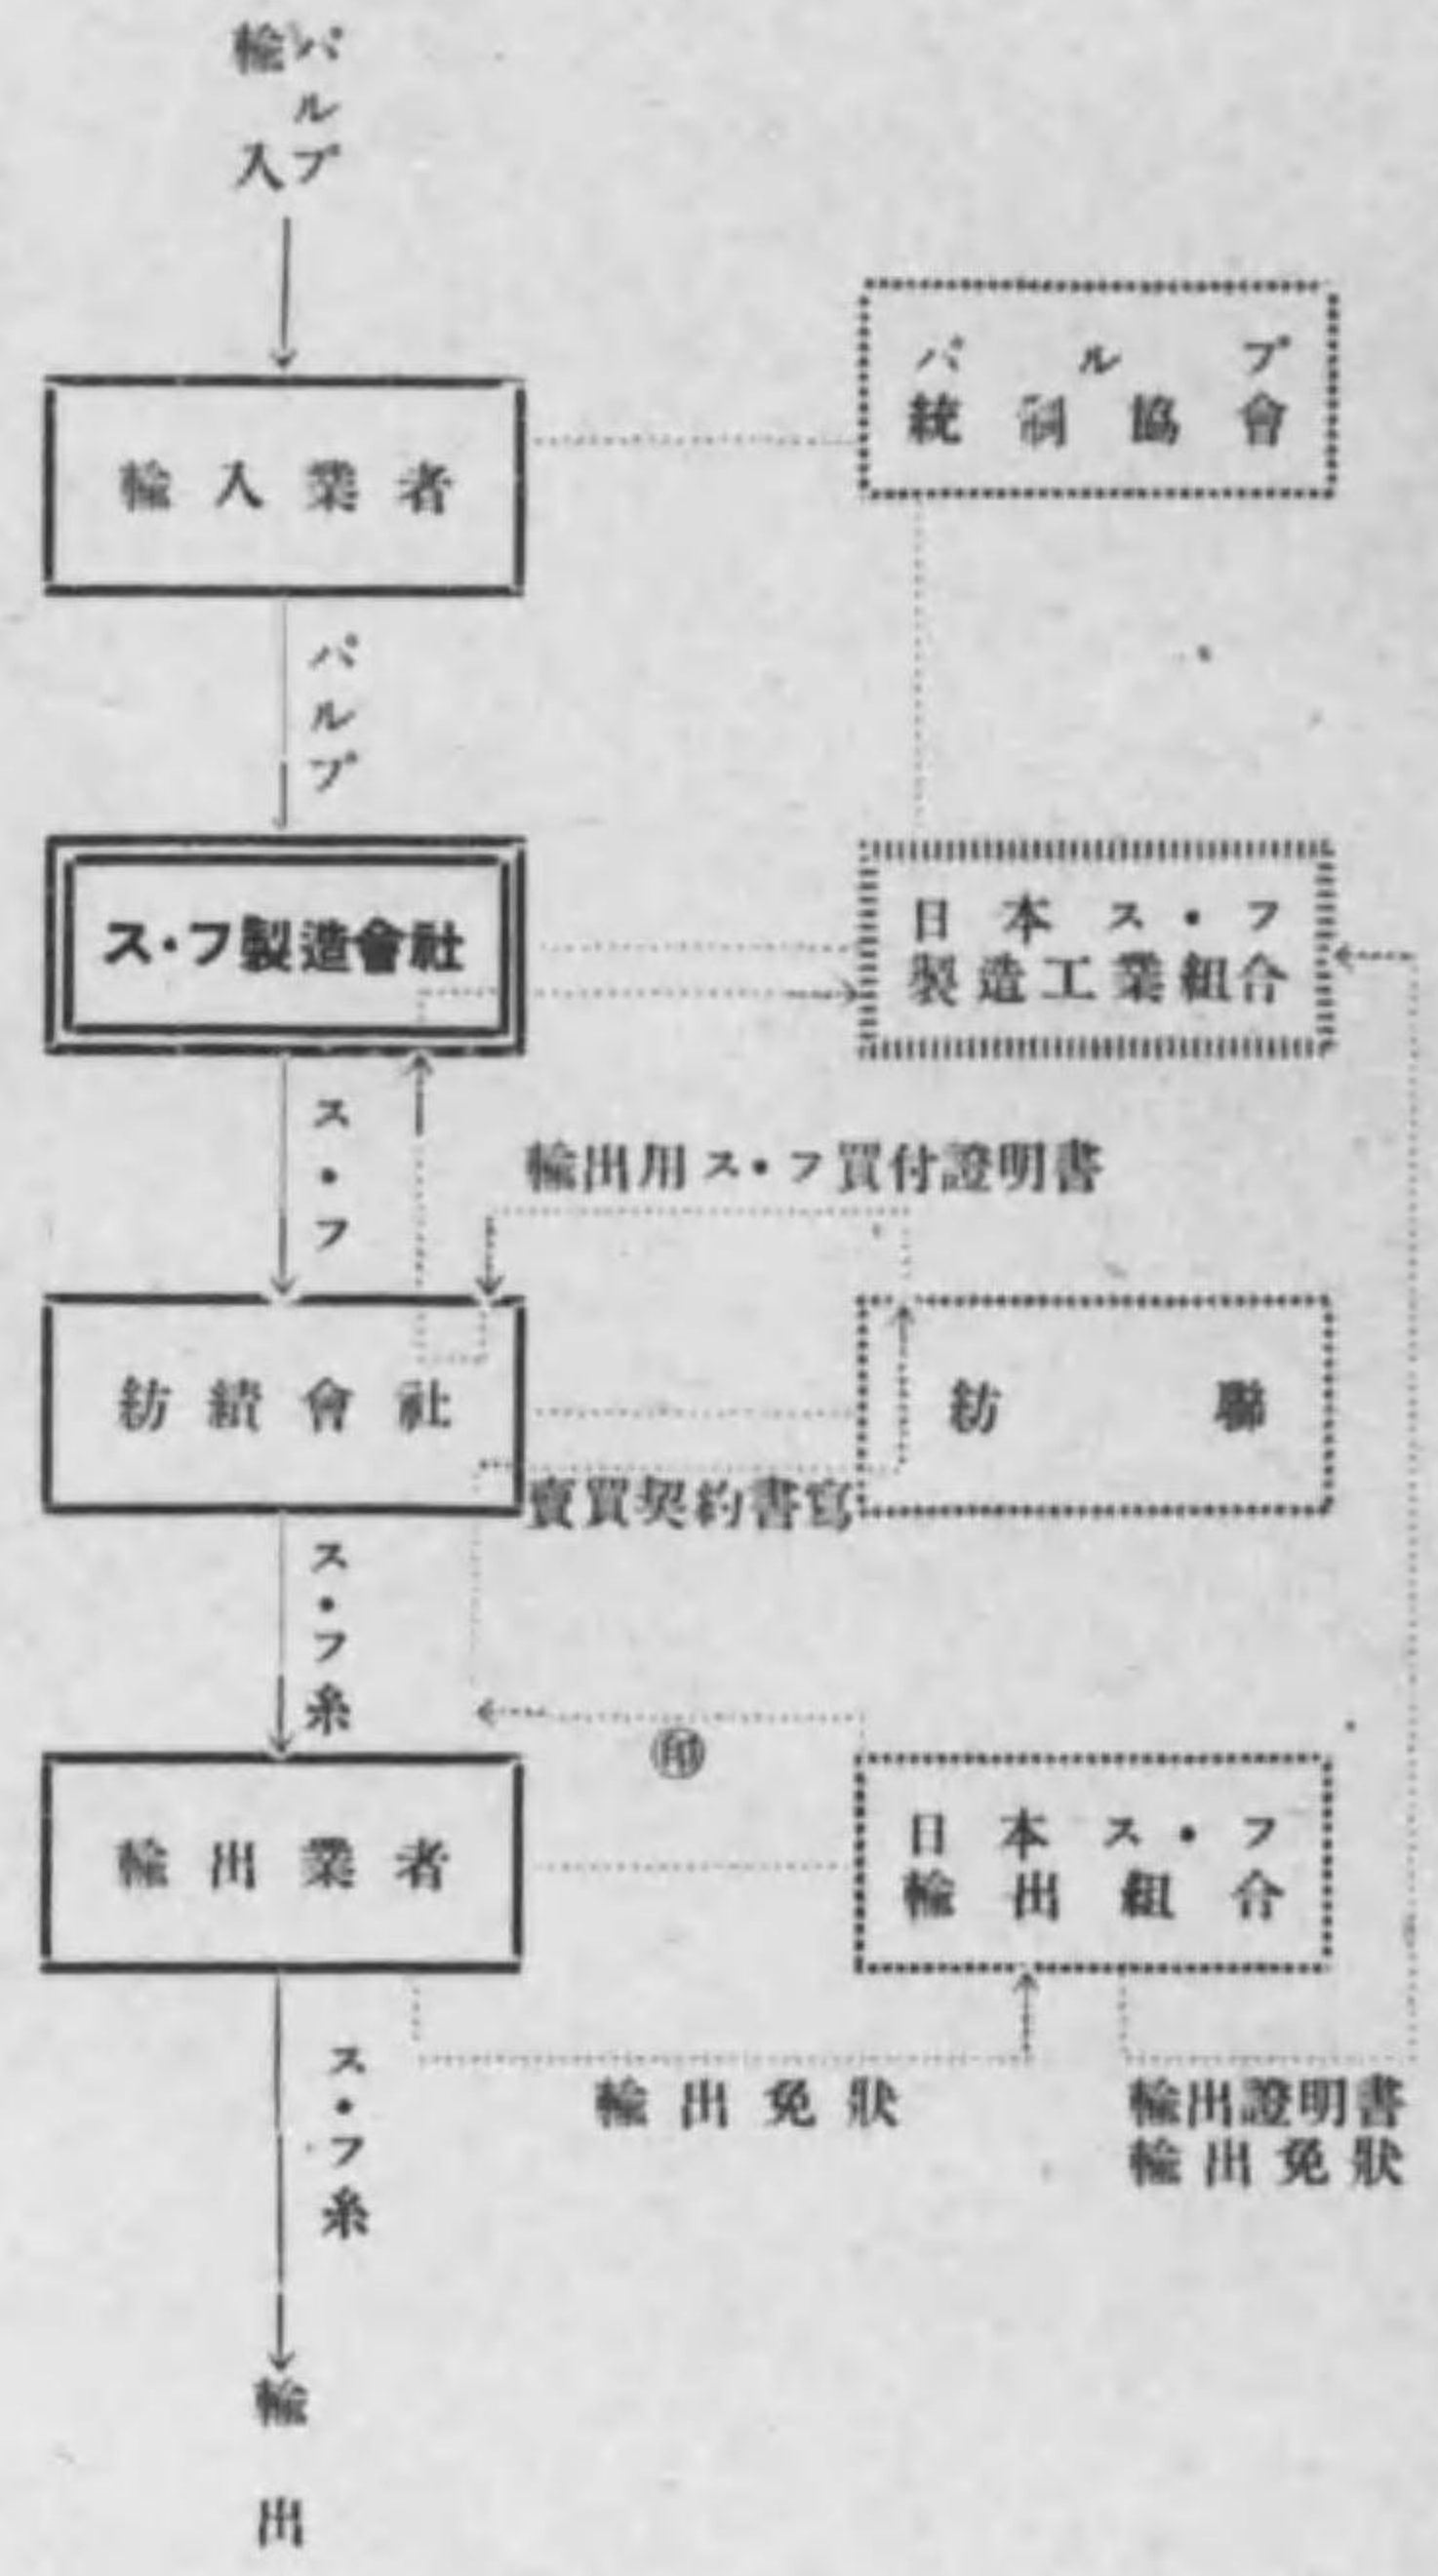 パルプ
輸入
輸入業者
パルプ
統制協會
パルプ
ス・フ製造會社
日本ス・フ
製造工業組合
ス・フ
輸出用ス・フ買付證明書
紡績會社
紡聯
賣買契約書寫
ス・フ糸
㊞
輸出業者
日本ス・フ
輸出組合
ス・フ糸
輸出免狀
輸出證明書
輸出免狀
輸出